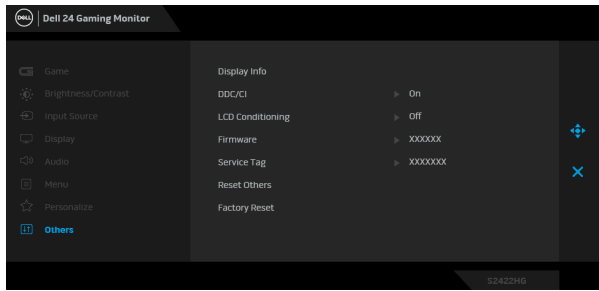 DELL Dell 24 Gaming Monitor
Game
Brightness/Contrast
Input Source
Display
Audio
Menu
Personalize
Others
Display Info
DDC/CI On
LCD Conditioning Off
Firmware XXXXXX
Service Tag XXXXXXX
Reset Others
Factory Reset
S2422HG